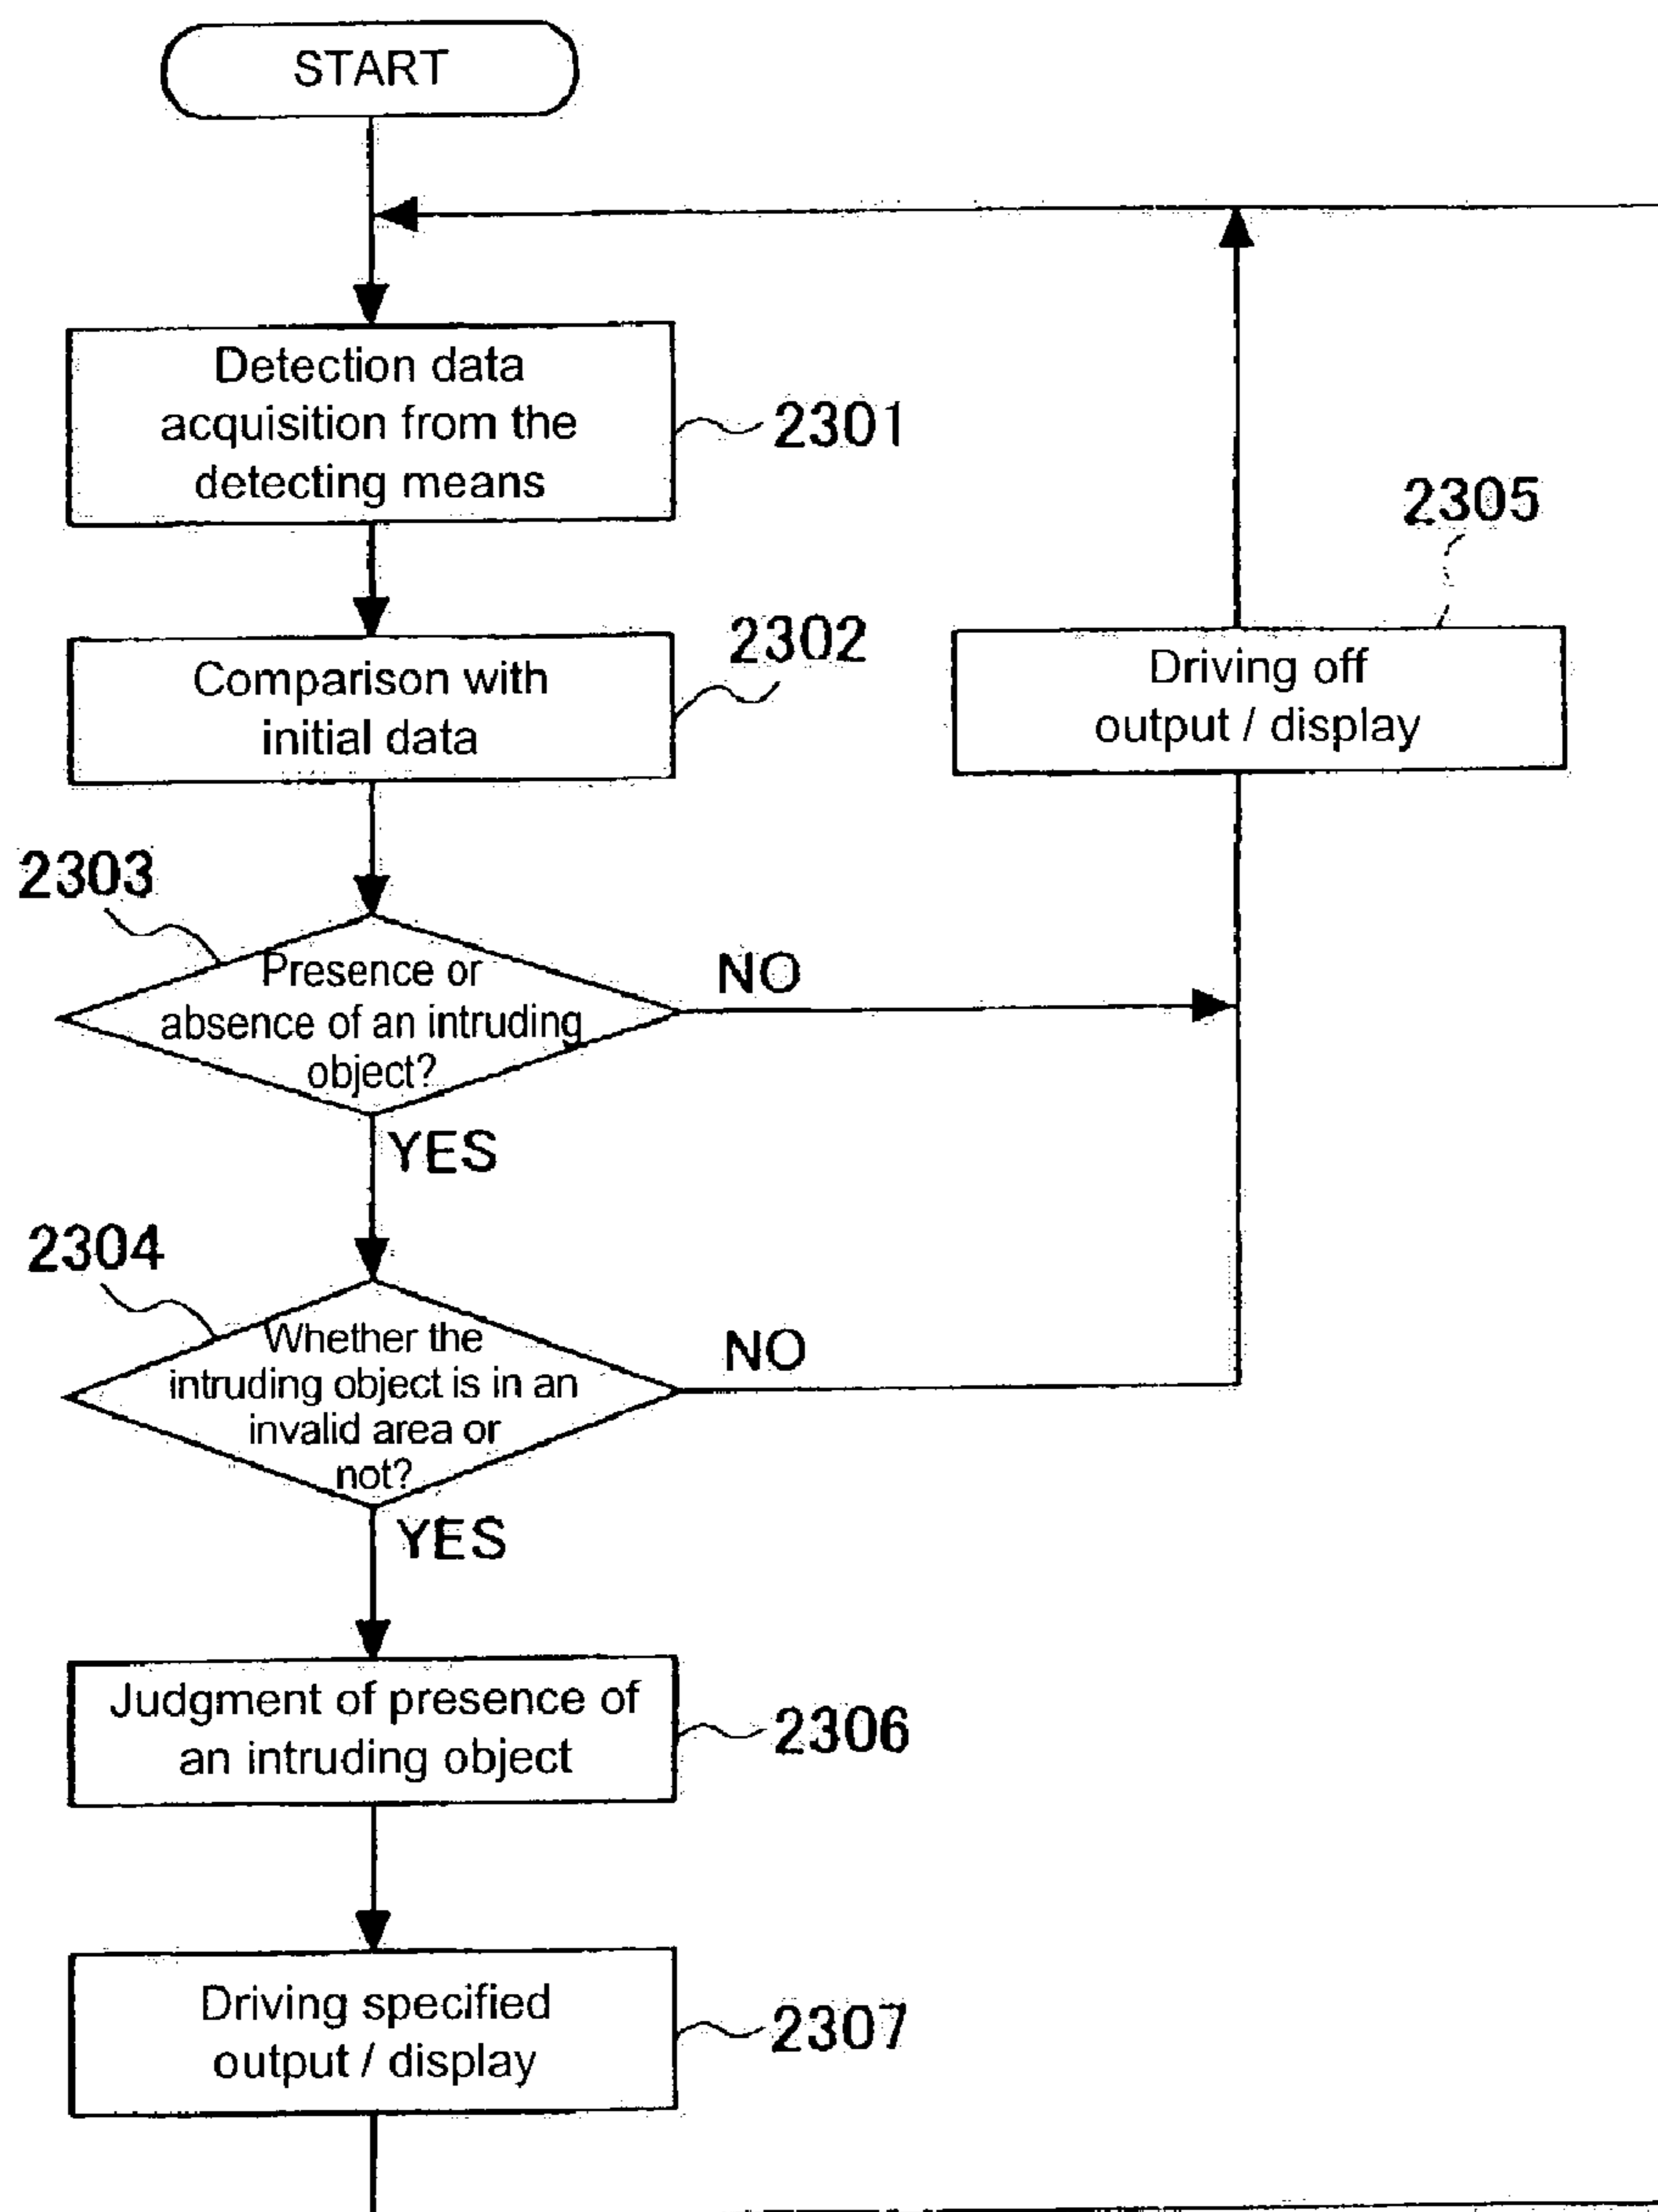 START
Detection data
acquisition from the
detecting means
2301
2305
Comparison with
initial data
2302
Driving off
output / display
2303
Presence or
absence of an intruding
object?
NO
YES
2304
Whether the
intruding object is in an
invalid area or
not?
NO
YES
Judgment of presence of
an intruding object
2306
Driving specified
output / display
2307